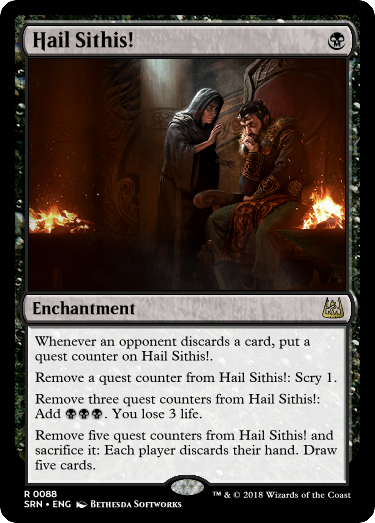 Hail Sithis!
Enchantment
Whenever an opponent discards a card, put a
quest counter on Hail Sithis!.
Remove a quest counter from Hail Sithis!: Scry 1.
Remove three quest counters from Hail Sithis!:
Add . You lose 3 life.
Remove five quest counters from Hail Sithis! and
sacrifice it: Each player discards their hand. Draw
five cards.
R 0088
™ & © 2018 Wizards of the Coast
SRN • ENG Bethesda Softworks